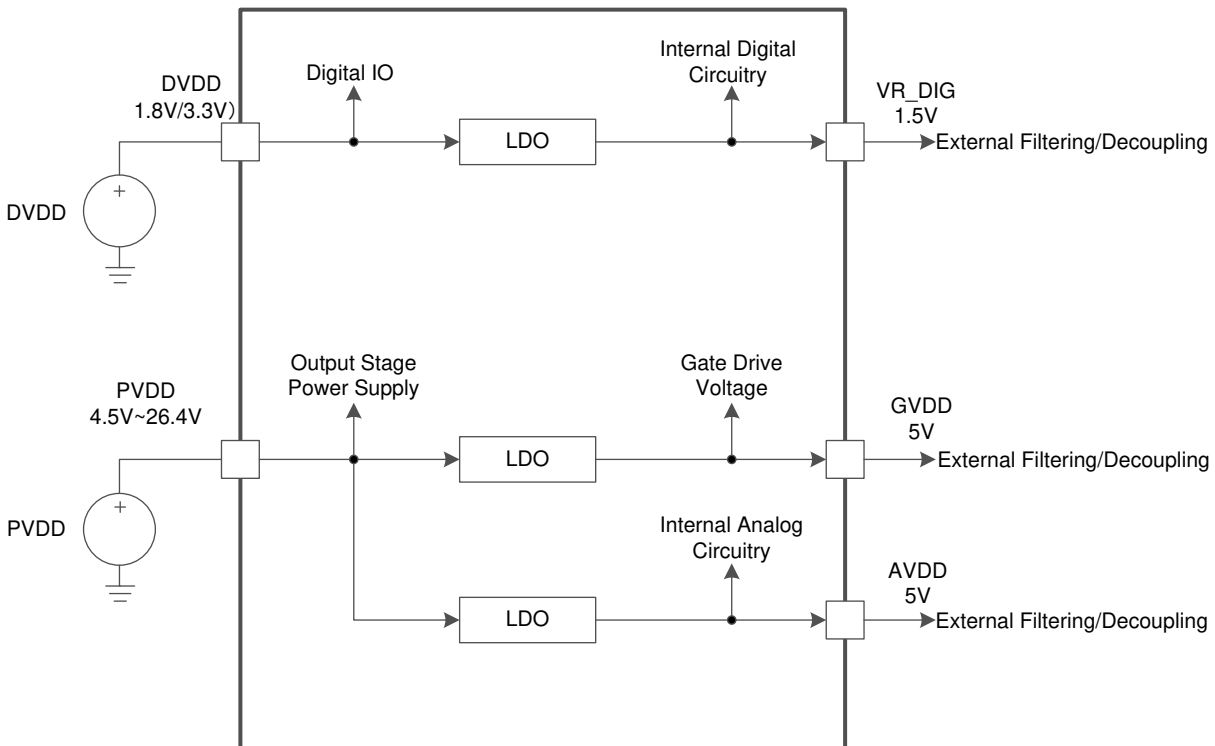 DVDD
1.8V/3.3V）
Digital IO
Internal Digital
Circuitry
VR_DIG
1.5V
LDO
External Filtering/Decoupling
+
DVDD
Output Stage
Power Supply
Gate Drive
Voltage
PVDD
4.5V~26.4V
GVDD
5V
LDO
External Filtering/Decoupling
+
PVDD
Internal Analog
Circuitry
AVDD
5V
LDO
External Filtering/Decoupling